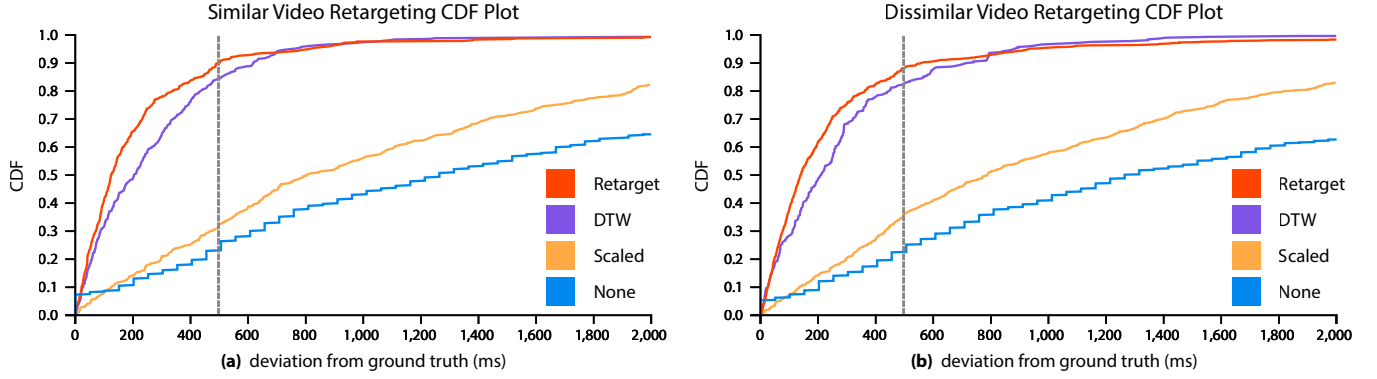 Similar Video Retargeting CDF Plot
CDF
1.0
0.9
0.8
0.7
0.6
0.5
0.4
0.3
0.2
0.1
0.0
Retarget
DTW
Scaled
None
0 200 400 600 800 1,000 1,200 1,400 1,600 1,800 2,000
(a) deviation from ground truth (ms)
Dissimilar Video Retargeting CDF Plot
CDF
1.0
0.9
0.8
0.7
0.6
0.5
0.4
0.3
0.2
0.1
0.0
Retarget
DTW
Scaled
None
0 200 400 600 800 1,000 1,200 1,400 1,600 1,800 2,000
(b) deviation from ground truth (ms)